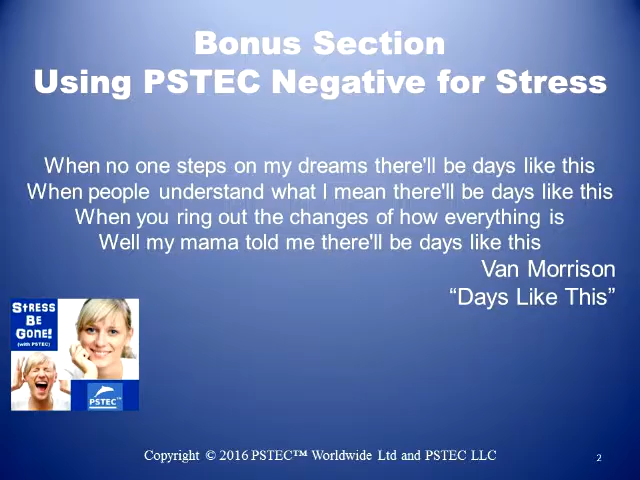 Bonus Section
Using PSTEC Negative for Stress
When no one steps on my dreams there'll be days like this
When people understand what I mean there'll be days like this
When you ring out the changes of how everything is
Well my mama told me there'll be days like this
Van Morrison
“Days Like This”
STRESS
BE
GONE!
(with PSTEC)
PSTEC™
Copyright © 2016 PSTEC™ Worldwide Ltd and PSTEC LLC
2